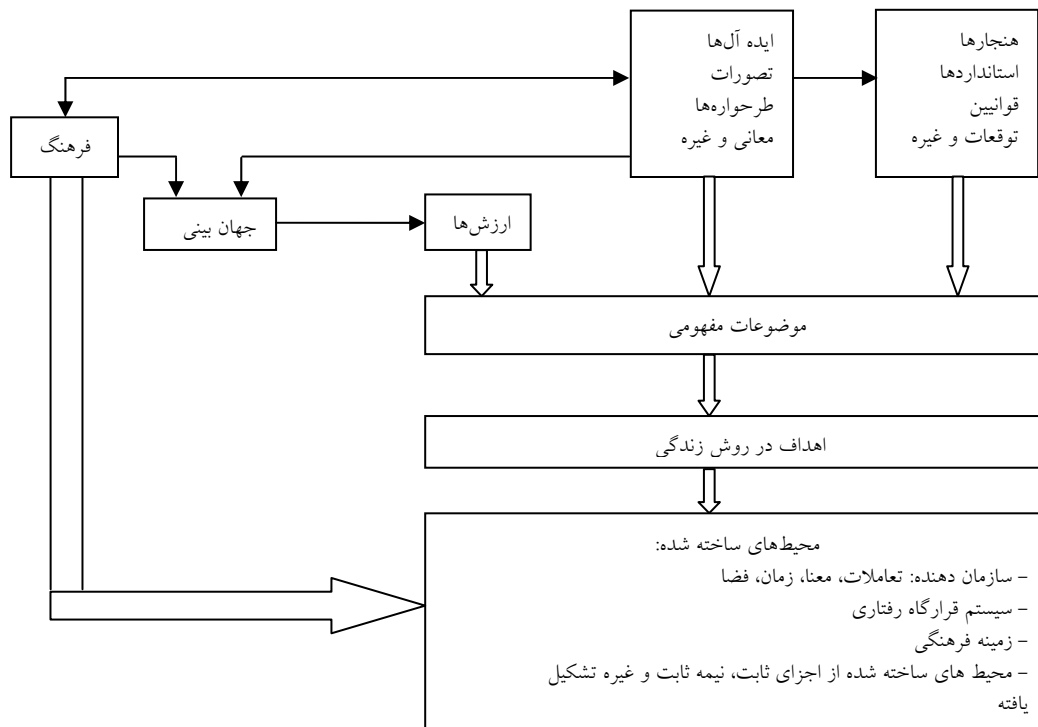 هنجارها
استانداردها
قوانیین
توقعات و غیره
ایده آل‌ها
تصورات
طرحواره‌ها
معانی و غیره
فرهنگ
جهان بینی
ارزش‌ها
موضوعات مفهومی
اهداف در روش زندگی
محیط‌های ساخته شده:
– سازمان دهنده: تعاملات، معنا، زمان، فضا
– سیستم قرارگاه رفتاری
– زمینه فرهنگی
– محیط های ساخته شده از اجزای ثابت، نیمه ثابت و غیره تشکیل
یافته